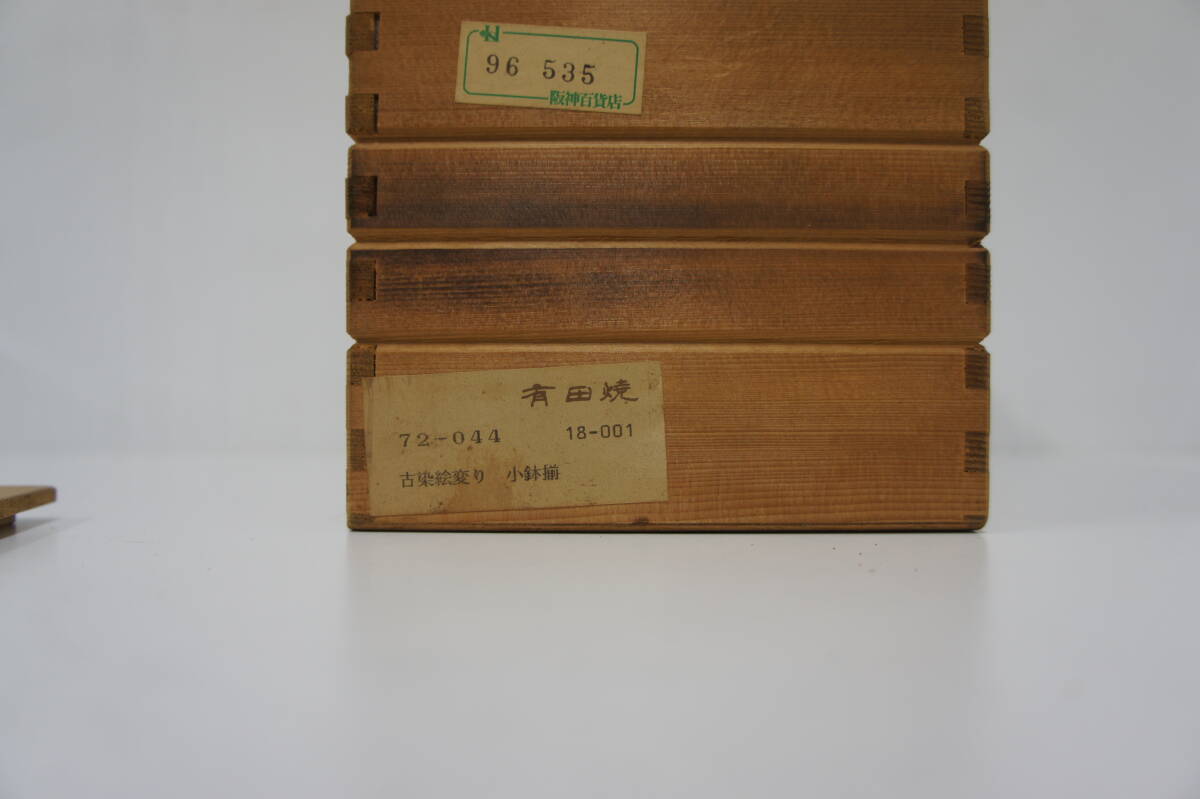 96 535
阪神百貨店
有田焼
72-044 18-001
古染絵変り 小鉢揃